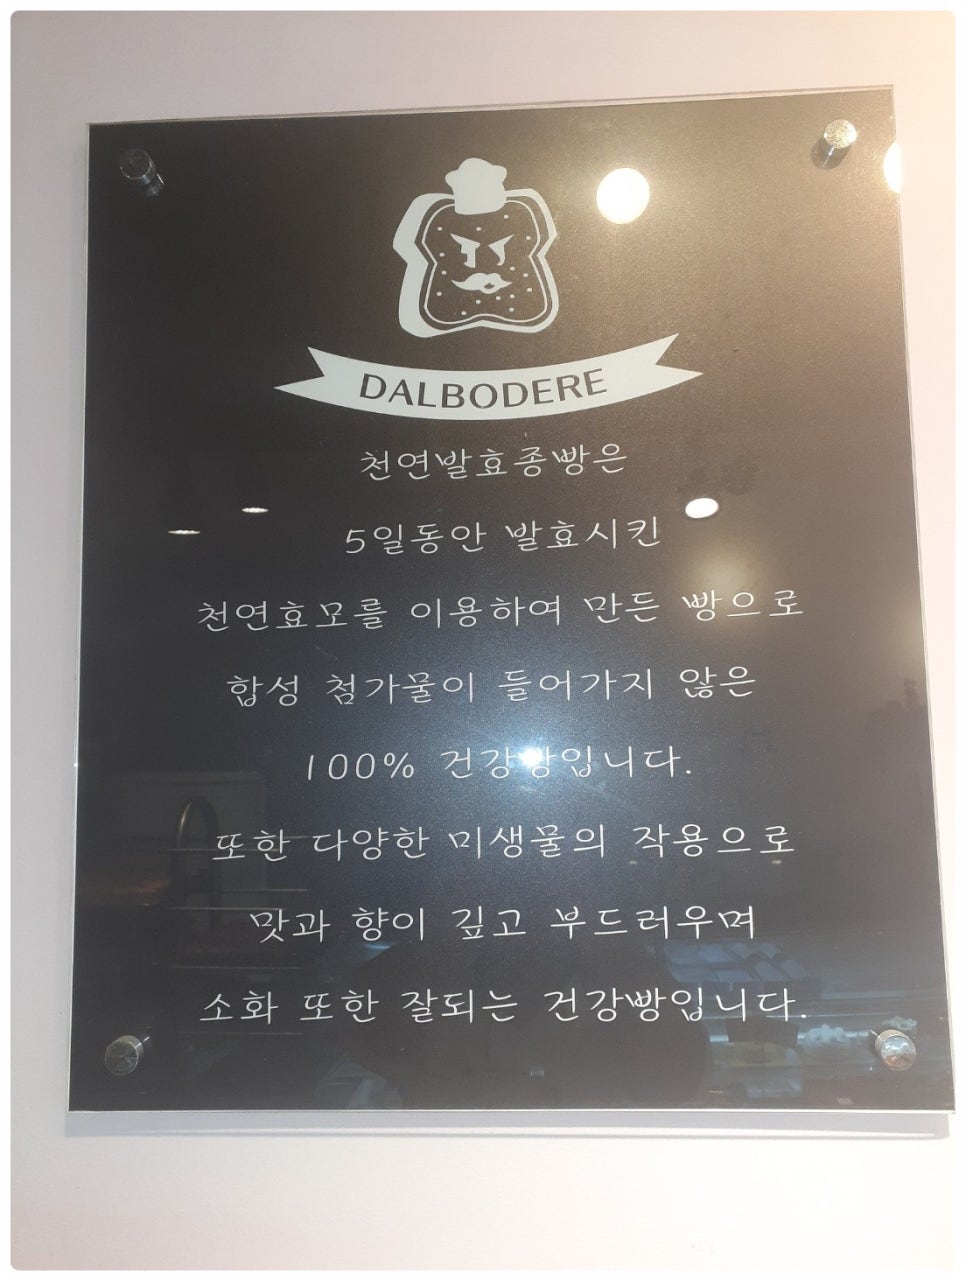 DALBODERE
천연발효종빵은
5일동안 발효시킨
천연효모를 이용하여 만든 빵으로
합성 첨가물이 들어가지 않은
100% 건강빵입니다.
또한 다양한 미생물의 작용으로
맛과 향이 깊고 부드러우며
소화 또한 잘되는 건강빵입니다.